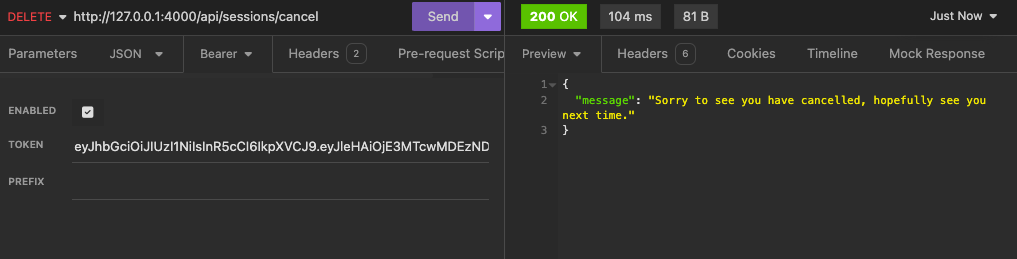 DELETE http://127.0.0.1:4000/api/sessions/cancel Send 200 OK 104 ms 81 B Just Now
Parameters JSON Bearer Headers 2 Pre-request Scrip Preview Headers 6 Cookies Timeline Mock Response
ENABLED
TOKEN eyJhbGciOiJIUzI1NiIsInR5cCI6IkpXVCJ9.eyJleHAiOjE3MTcwMDEzND
PREFIX
1 {
2 "message": "Sorry to see you have cancelled, hopefully see you
next time."
3 }